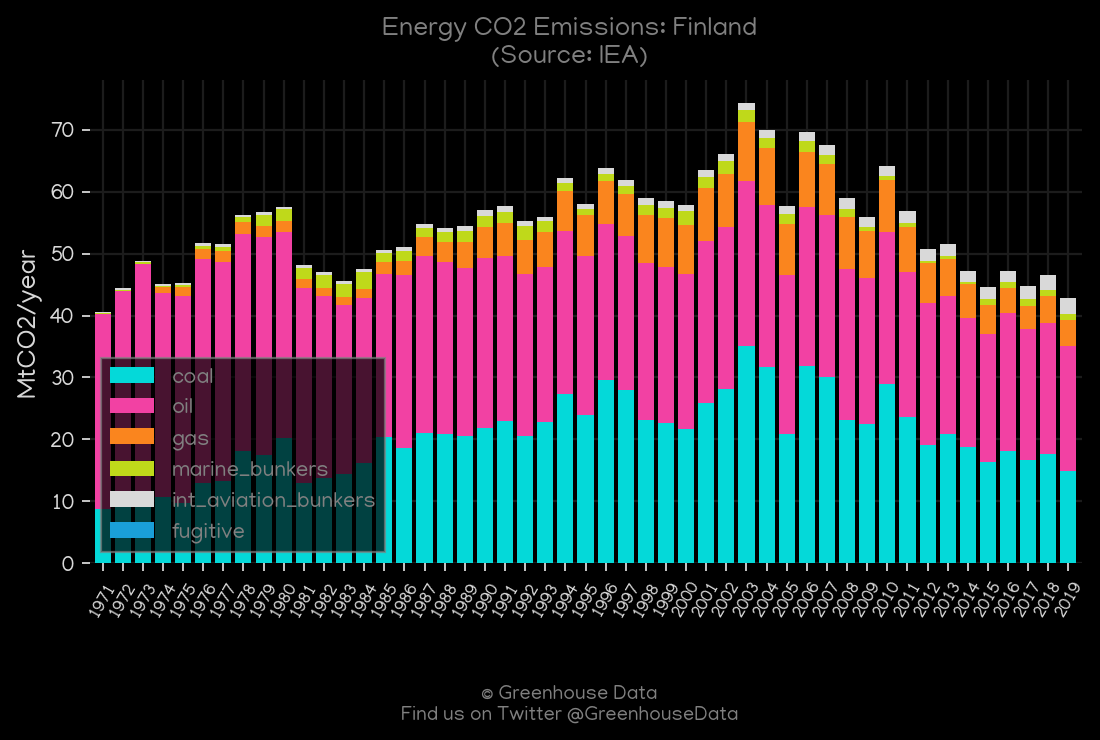 Energy CO2 Emissions: Finland
(Source: IEA)
MtCO2/year
70
60
50
40
30
20
10
0
coal
oil
gas
marine_bunkers
int_aviation_bunkers
fugitive
1971 1972 1973 1974 1975 1976 1977 1978 1979 1980 1981 1982 1983 1984 1985 1986 1987 1988 1989 1990 1991 1992 1993 1994 1995 1996 1997 1998 1999 2000 2001 2002 2003 2004 2005 2006 2007 2008 2009 2010 2011 2012 2013 2014 2015 2016 2017 2018 2019
© Greenhouse Data
Find us on Twitter @GreenhouseData